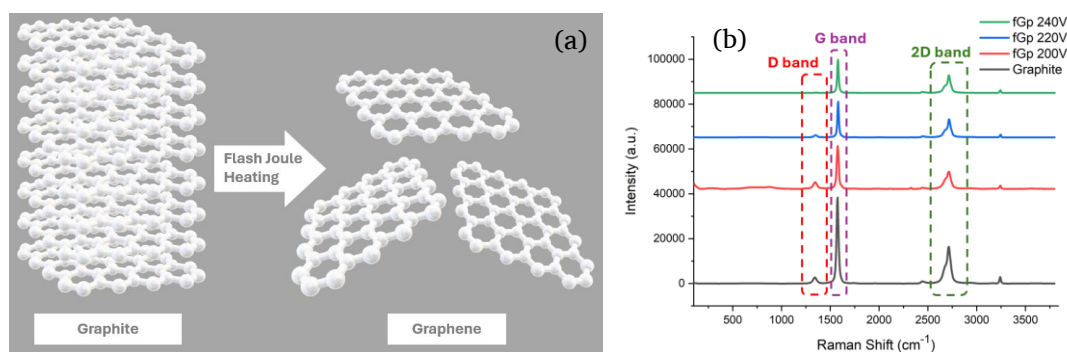 (a)
Flash Joule
Heating
Graphite
Graphene
(b)
fGp 240V
fGp 220V
fGp 200V
Graphite
D band
G band
2D band
100000
80000
60000
40000
20000
0
Intensity (a.u.)
500
1000
1500
2000
2500
3000
3500
Raman Shift (cm⁻¹)